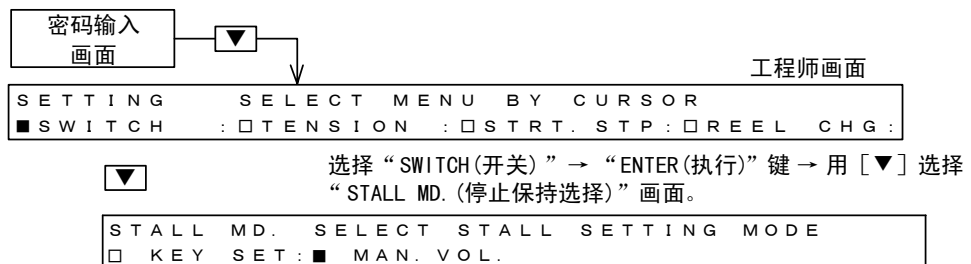 密码输入
画面
▼
工程师画面
SETTING SELECT MENU BY CURSOR
■SWITCH :□TENSION :□STRT. STP:□REEL CHG:
▼
选择“SWITCH(开关)”→“ENTER(执行)”键→用［▼］选择
“STALL MD.(停止保持选择)”画面。
STALL MD. SELECT STALL SETTING MODE
□ KEY SET:■ MAN. VOL.